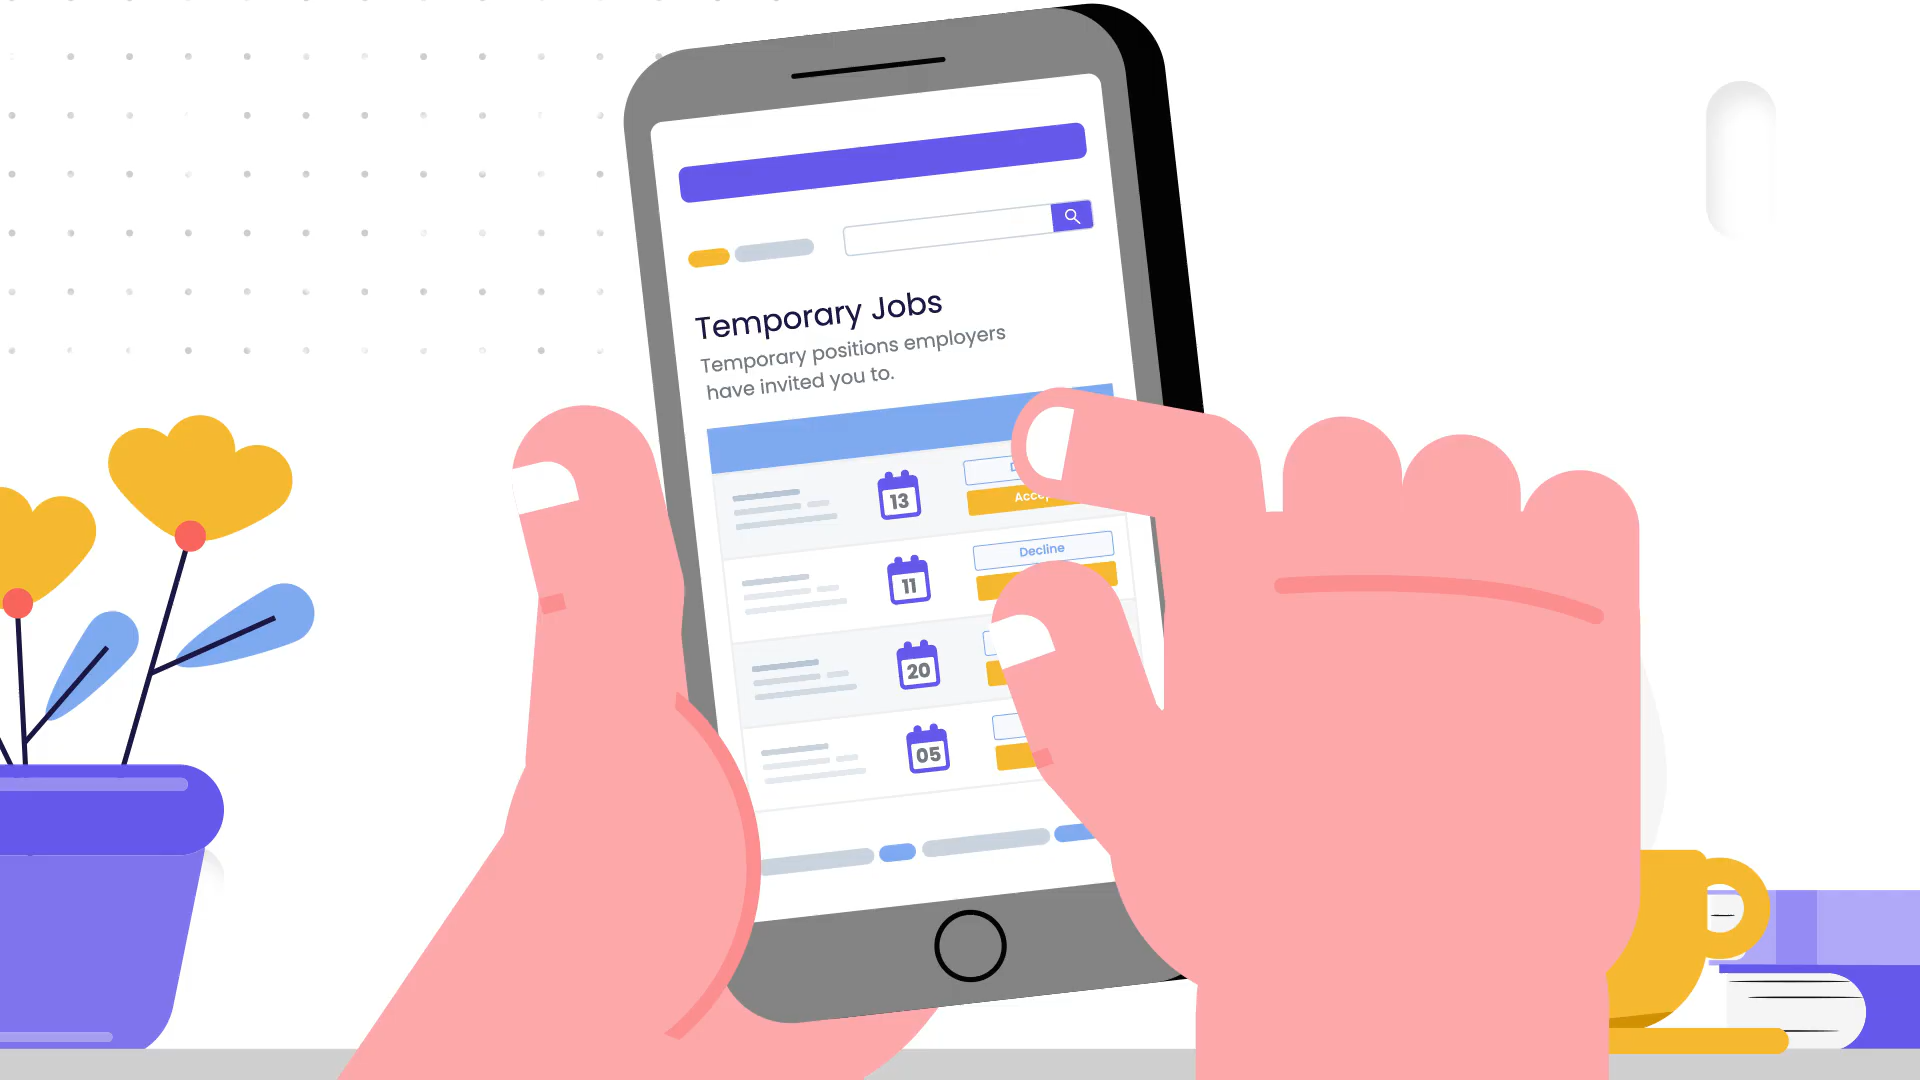 Temporary Jobs
Temporary positions employers
have invited you to.
13
11
Decline
20
05